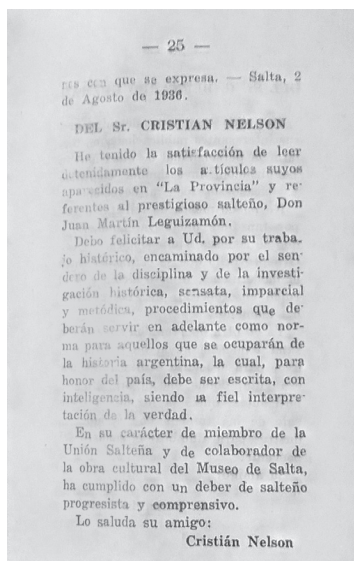 — 25 —
res con que se expresa. — Salta, 2
de Agosto de 1936.
DEL Sr. CRISTIAN NELSON
He tenido la satisfacción de leer
atenidamente los artículos suyos
aparecidos en "La Provincia" y re-
ferentes al prestigioso salteño, Don
Juan Martín Leguizamón.
Debo felicitar a Ud. por su traba-
jo histórico, encaminado por el sen-
dero de la disciplina y de la investi-
gación histórica, sensata, imparcial
y metódica, procedimientos que de-
berán servir en adelante como nor-
ma para aquellos que se ocuparán de
la historia argentina, la cual, para
honor del país, debe ser escrita, con
inteligencia, siendo la fiel interpre-
tación de la verdad.
En su carácter de miembro de la
Unión Salteña y de colaborador de
la obra cultural del Museo de Salta,
ha cumplido con un deber de salteño
progresista y comprensivo.
Lo saluda su amigo:
Cristián Nelson